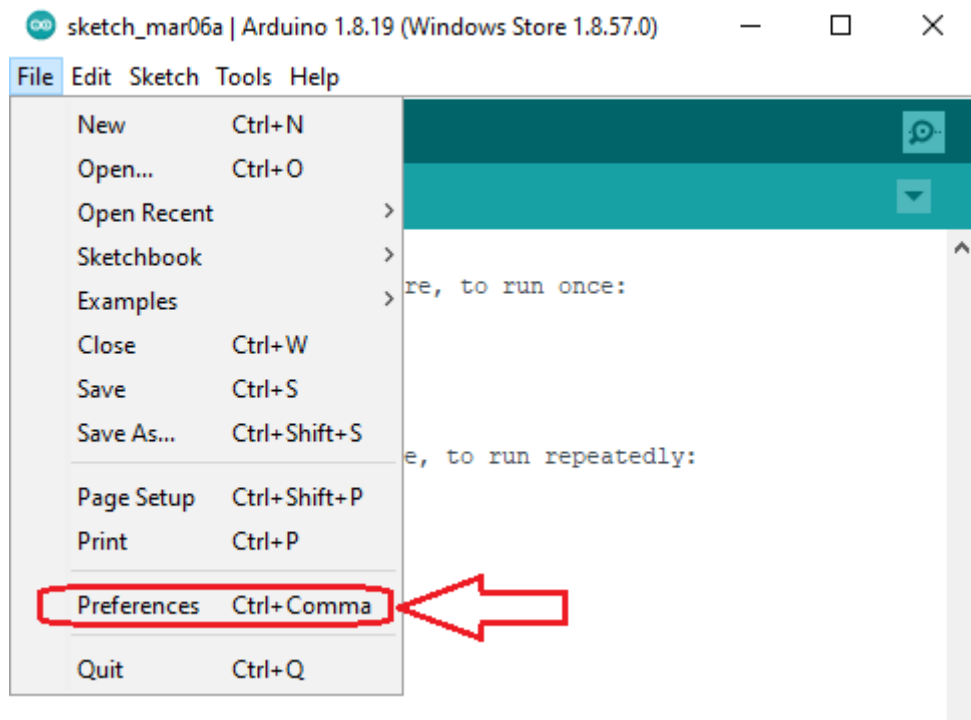 sketch_mar06a | Arduino 1.8.19 (Windows Store 1.8.57.0)
File Edit Sketch Tools Help
New Ctrl+N
Open... Ctrl+O
Open Recent
Sketchbook
re, to run once:
Examples
Close Ctrl+W
Save Ctrl+S
Save As... Ctrl+Shift+S
e, to run repeatedly:
Page Setup Ctrl+Shift+P
Print Ctrl+P
Preferences Ctrl+Comma
Quit Ctrl+Q